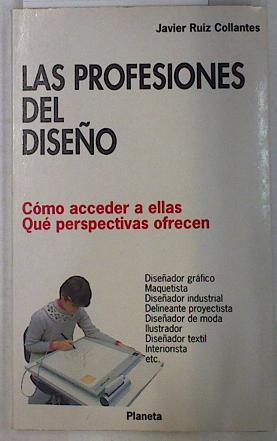 Javier Ruiz Collantes
LAS PROFESIONES
DEL
DISEÑO
Cómo acceder a ellas
Qué perspectivas ofrecen
Diseñador gráfico
Maquetista
Diseñador industrial
Delineante proyectista
Diseñador de moda
Ilustrador
Diseñador textil
Interiorista
etc.
Planeta